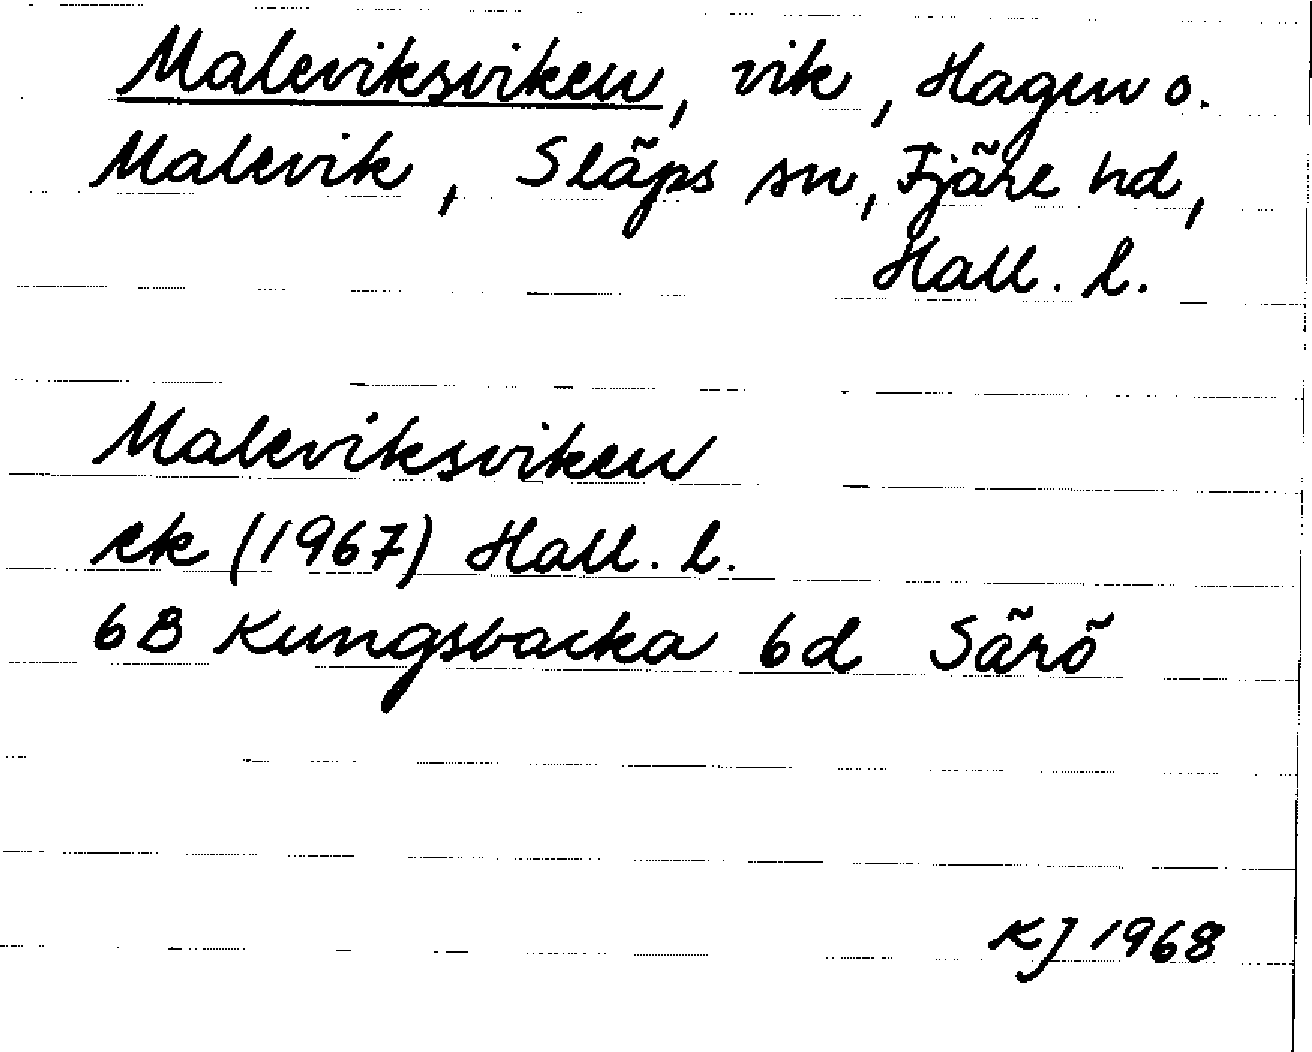 Maleviksviken, vik, Hagen o.
Malevik, Släps sn, Fjäre hd,
Hall. l.
Maleviksviken
ek (1967) Hall. l.
6B Kungsbacka 6d Särö
KJ 1968